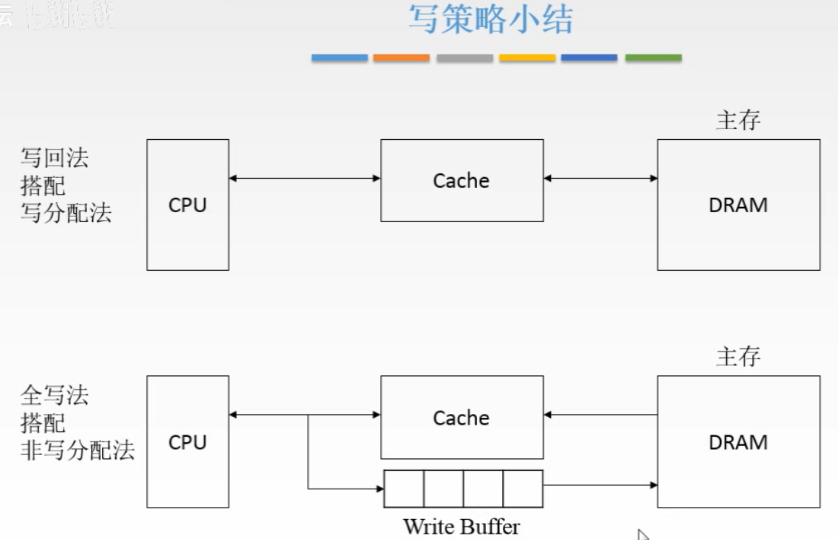 写策略小结
主存
写回法
搭配
写分配法
CPU
Cache
DRAM
主存
全写法
搭配
非写分配法
CPU
Cache
DRAM
Write Buffer